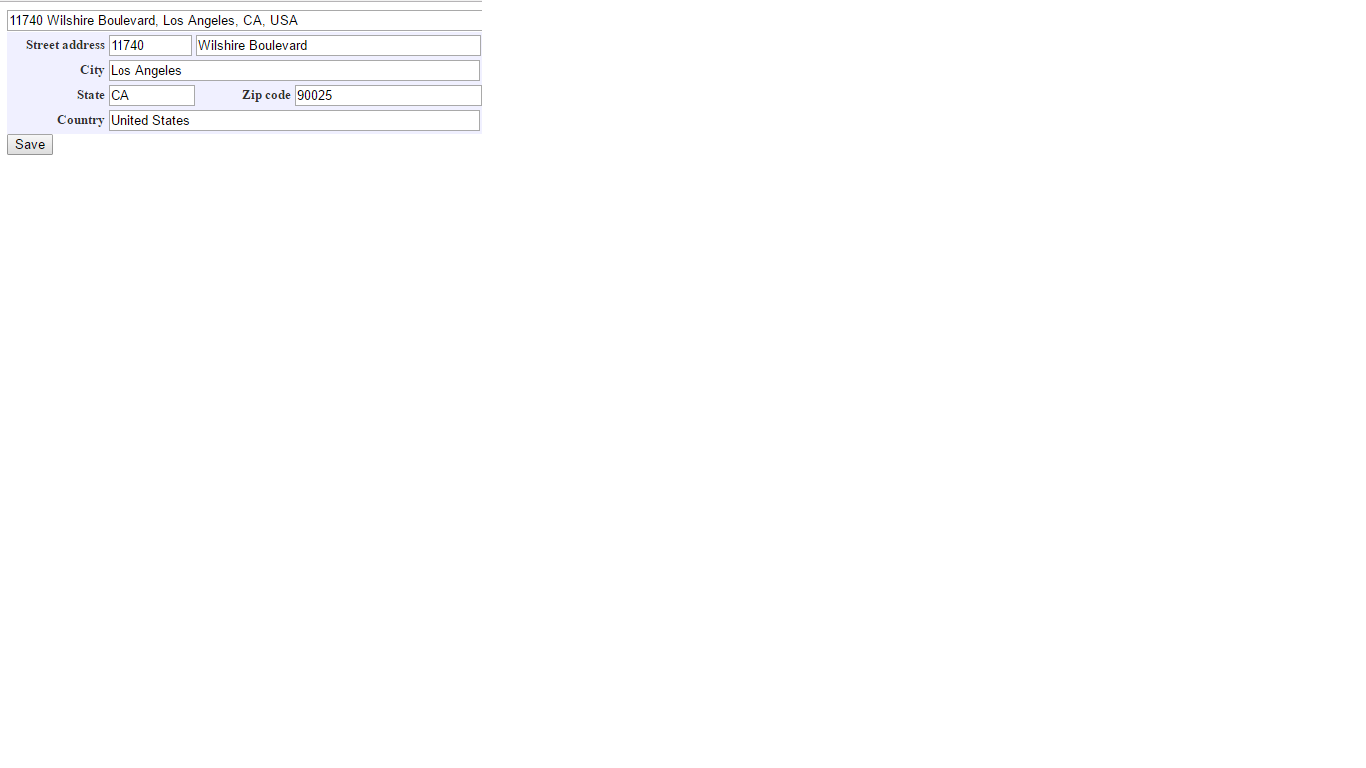 11740 Wilshire Boulevard, Los Angeles, CA, USA
Street address 11740 Wilshire Boulevard
City Los Angeles
State CA Zip code 90025
Country United States
Save